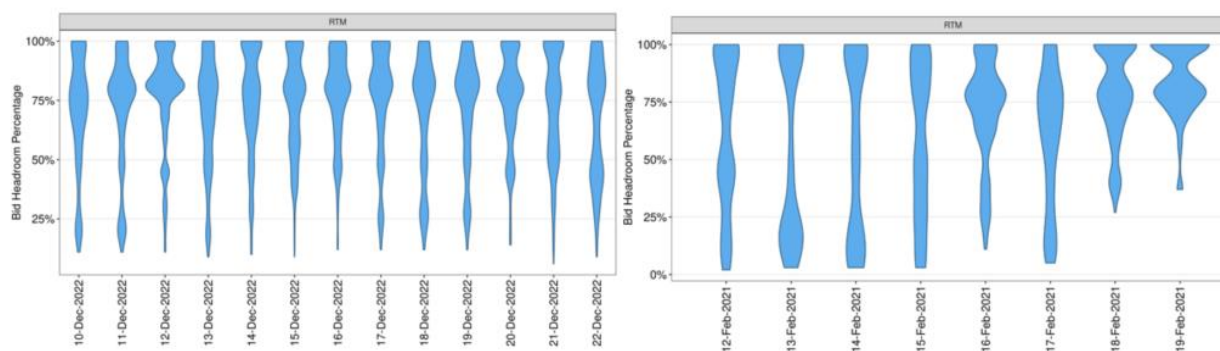 RTM
Bid Headroom Percentage
100%
75%
50%
25%
10-Dec-2022
11-Dec-2022
12-Dec-2022
13-Dec-2022
14-Dec-2022
15-Dec-2022
16-Dec-2022
17-Dec-2022
18-Dec-2022
19-Dec-2022
20-Dec-2022
21-Dec-2022
22-Dec-2022
RTM
Bid Headroom Percentage
100%
75%
50%
25%
0%
12-Feb-2021
13-Feb-2021
14-Feb-2021
15-Feb-2021
16-Feb-2021
17-Feb-2021
18-Feb-2021
19-Feb-2021